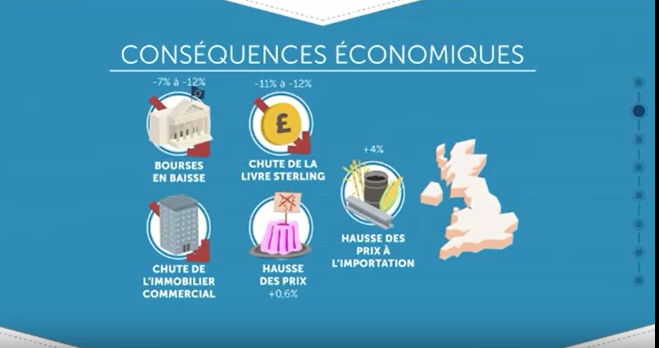 CONSÉQUENCES ÉCONOMIQUES
-7% à -12%
BOURSES
EN BAISSE
-11% à -12%
£
CHUTE DE LA
LIVRE STERLING
+4%
HAUSSE DES
PRIX À
L'IMPORTATION
CHUTE DE
L'IMMOBILIER
COMMERCIAL
HAUSSE
DES PRIX
+0,6%